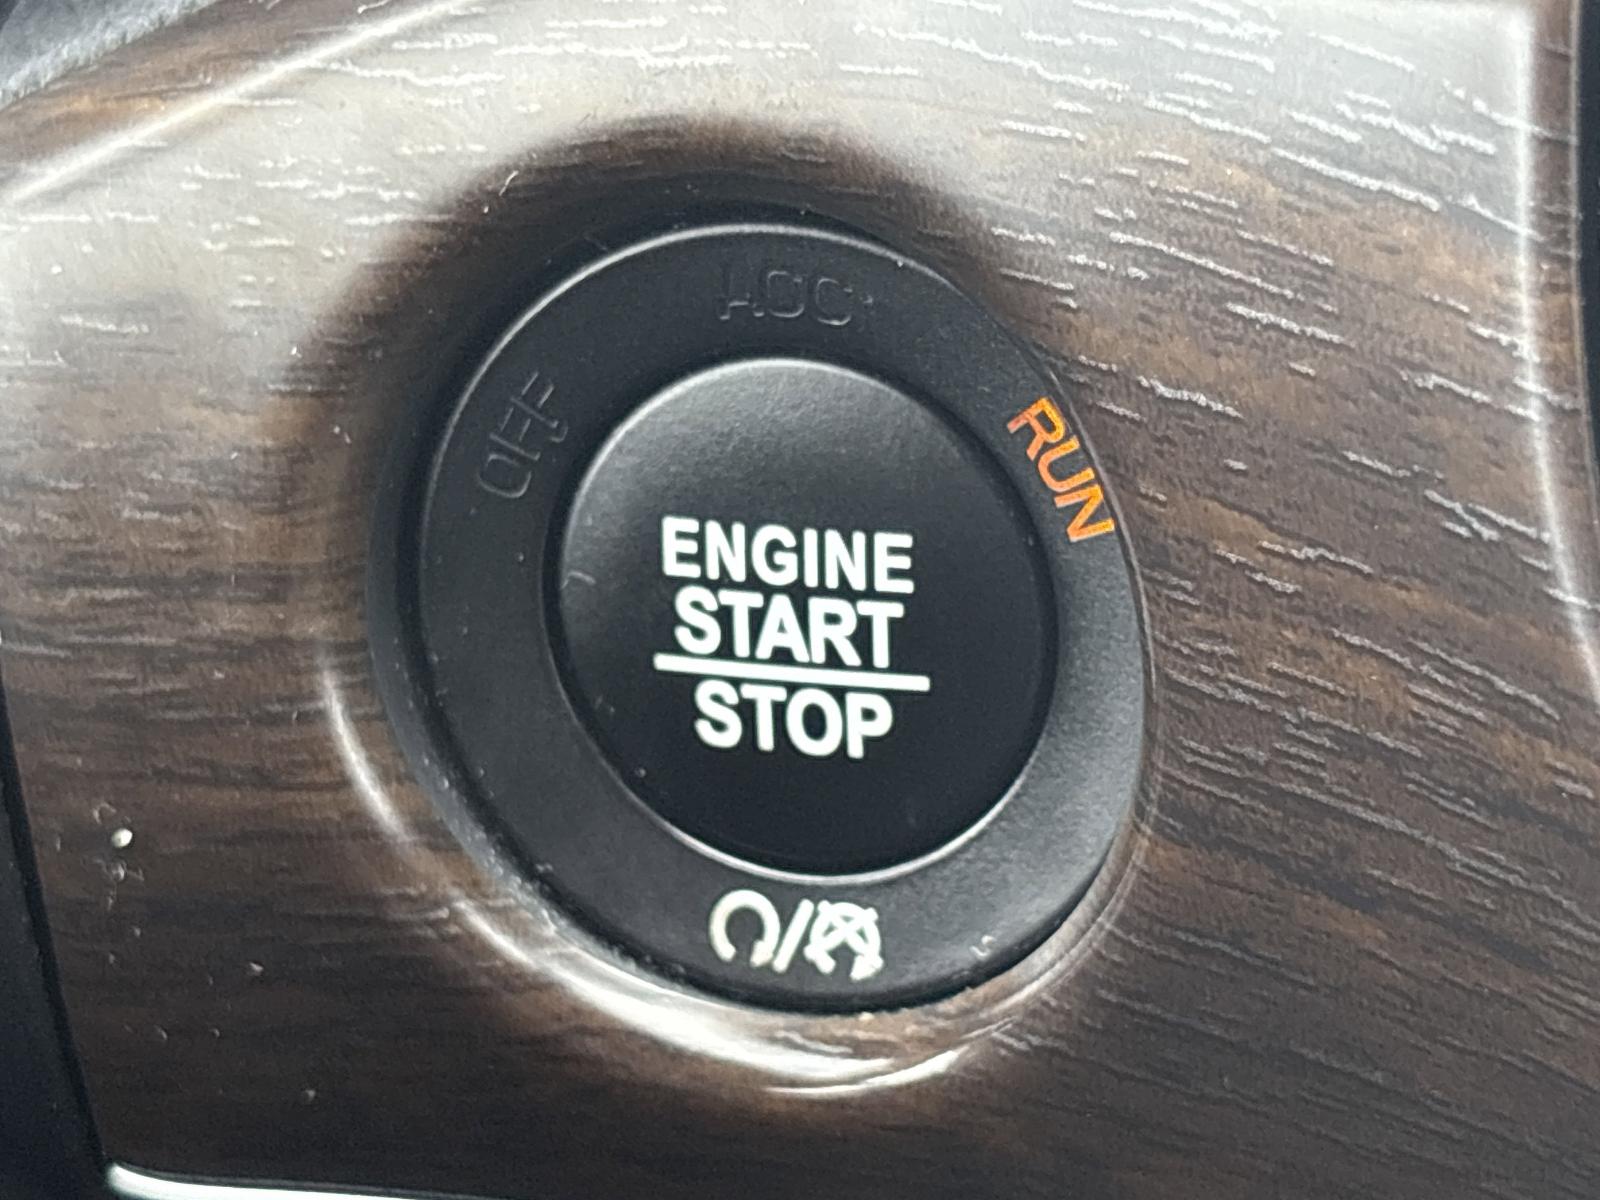 ACC
OFF
RUN
ENGINE
START
STOP